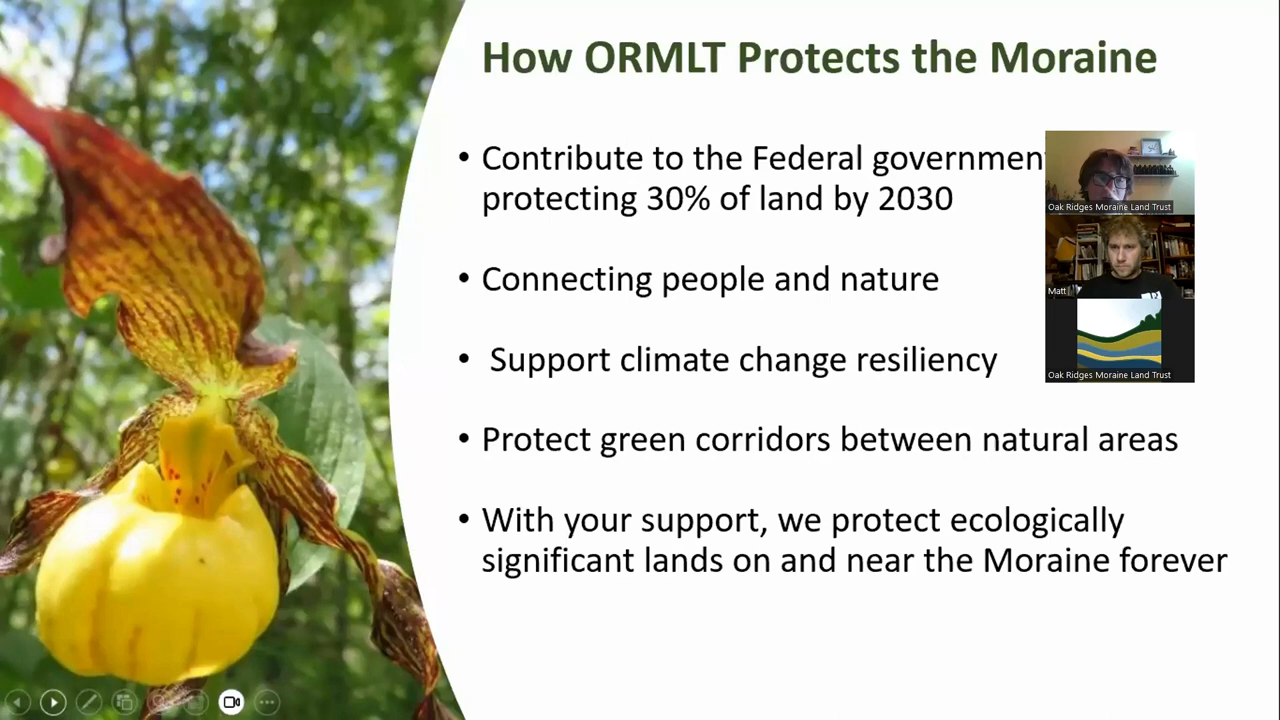 How ORMLT Protects the Moraine
• Contribute to the Federal government
protecting 30% of land by 2030
• Connecting people and nature
• Support climate change resiliency
• Protect green corridors between natural areas
• With your support, we protect ecologically
significant lands on and near the Moraine forever
Oak Ridges Moraine Land Trust
Matt
Oak Ridges Moraine Land Trust